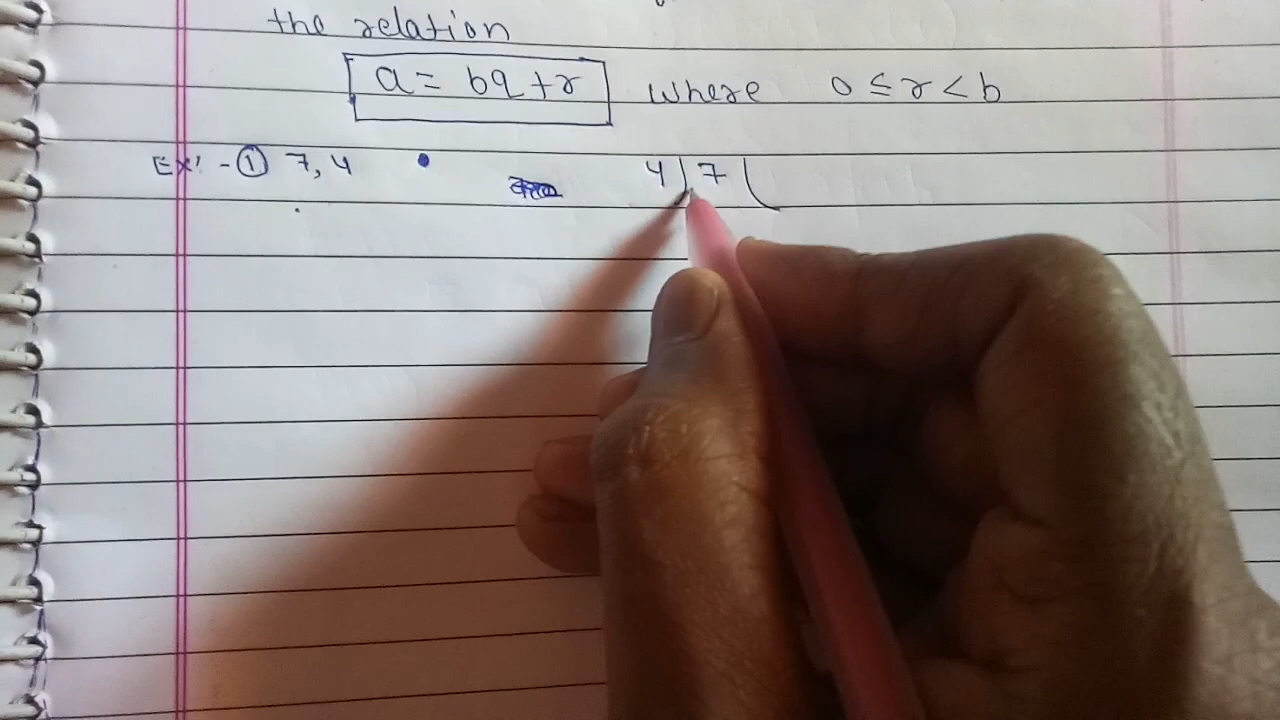 the relation
a = bq + r where 0 ≤ r < b
Ex! - ① 7, 4 4 ) 7 (